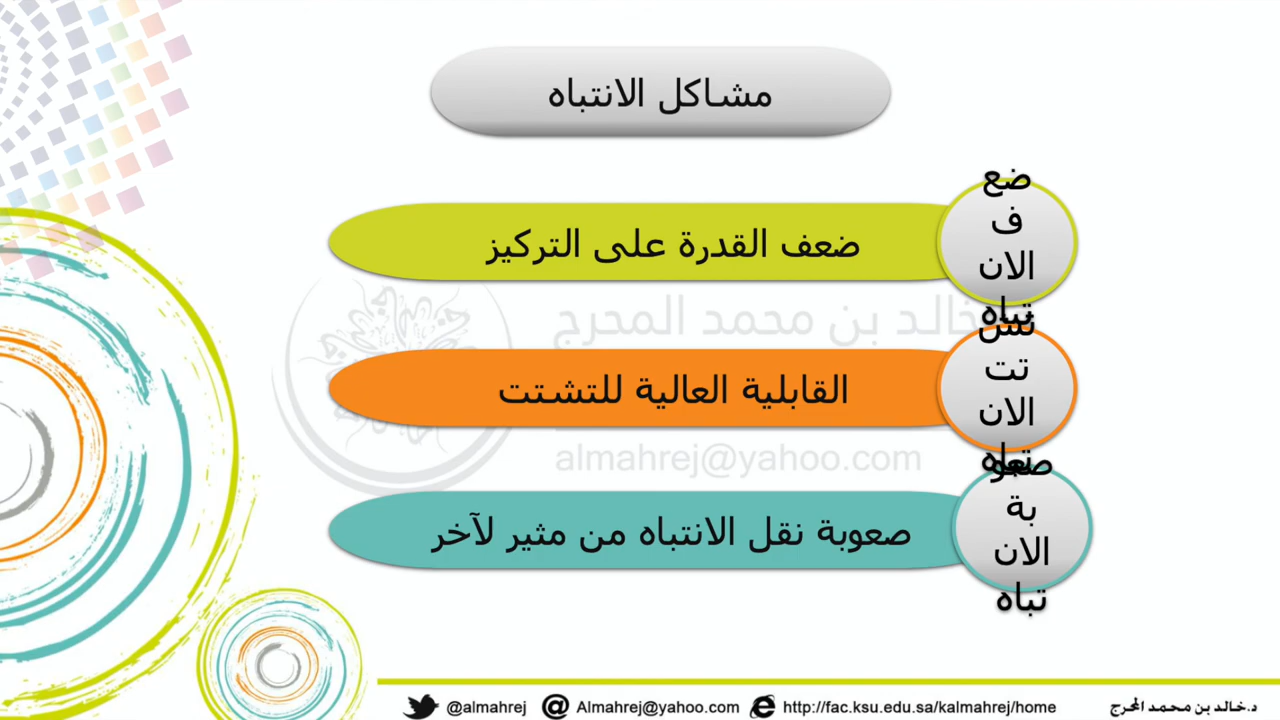 مشاكل الانتباه
ضع
ف
الان
تباه
ضعف القدرة على التركيز
تش
تت
الان
تباه
القابلية العالية للتشتت
صعو
بة
الان
تباه
صعوبة نقل الانتباه من مثير لآخر
د.خالد بن محمد المحرج
almahrej@yahoo.com
@almahrej
Almahrej@yahoo.com
http://fac.ksu.edu.sa/kalmahrej/home
د.خالد بن محمد المحرج